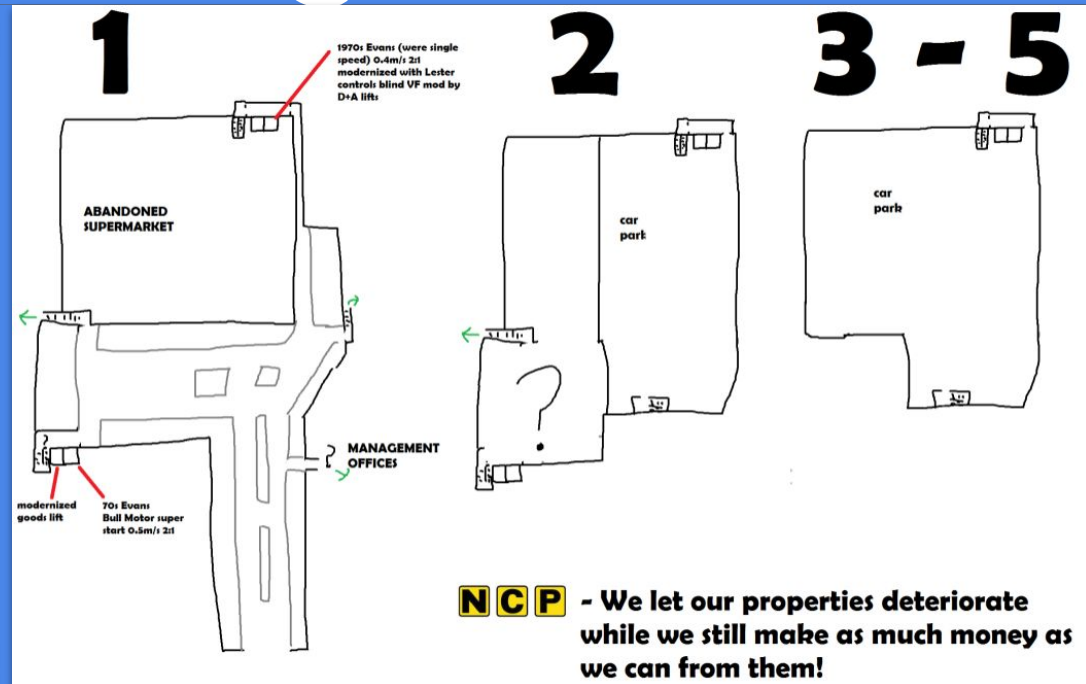 1
2
3 - 5
1970s Evans (were single
speed) 0.4m/s 2:1
modernized with Lester
controls blind VF mod by
D+A lifts
ABANDONED
SUPERMARKET
car
park
car
park
?
?
? MANAGEMENT
OFFICES
modernized
goods lift
70s Evans
Bull Motor super
start 0.5m/s 2:1
NCP - We let our properties deteriorate
while we still make as much money as
we can from them!